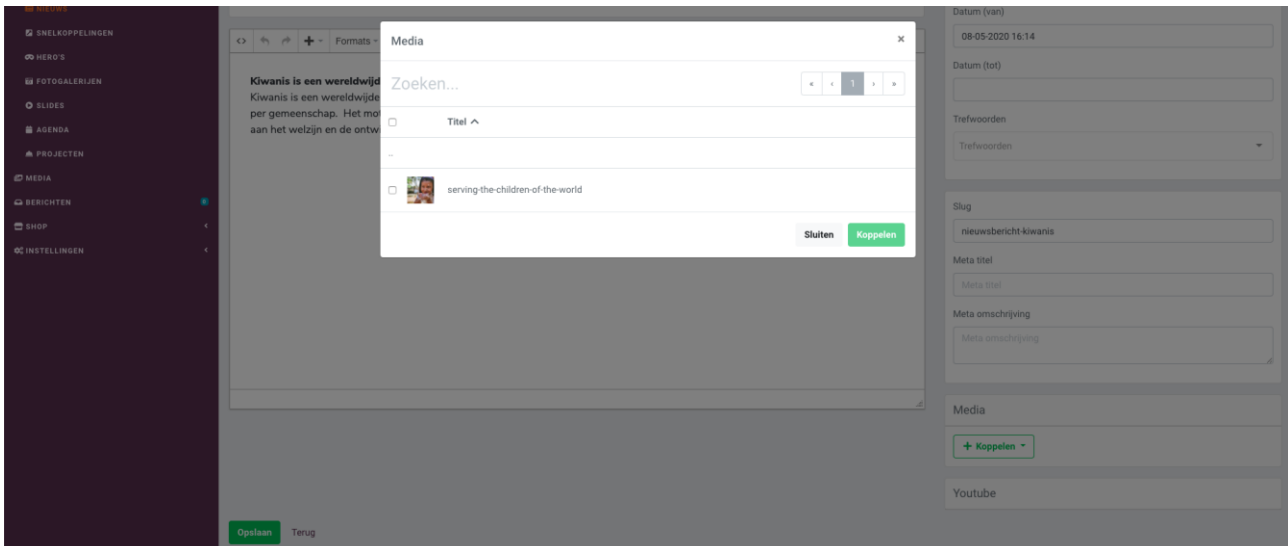 NIEUWS
SNELKOPPELINGEN
HERO'S
FOTOGALERIJEN
SLIDES
AGENDA
PROJECTEN
MEDIA
BERICHTEN
SHOP
INSTELLINGEN
Formats
Kiwanis is een wereldwijd
Kiwanis is een wereldwijde
per gemeenschap. Het mot
aan het welzijn en de ontwi
Opslaan Terug
Media ×
Zoeken... « ‹ 1 › »
Titel
..
serving-the-children-of-the-world
Sluiten Koppelen
Datum (van)
08-05-2020 16:14
Datum (tot)
Trefwoorden
Trefwoorden
Slug
nieuwsbericht-kiwanis
Meta titel
Meta titel
Meta omschrijving
Meta omschrijving
Media
+ Koppelen
Youtube